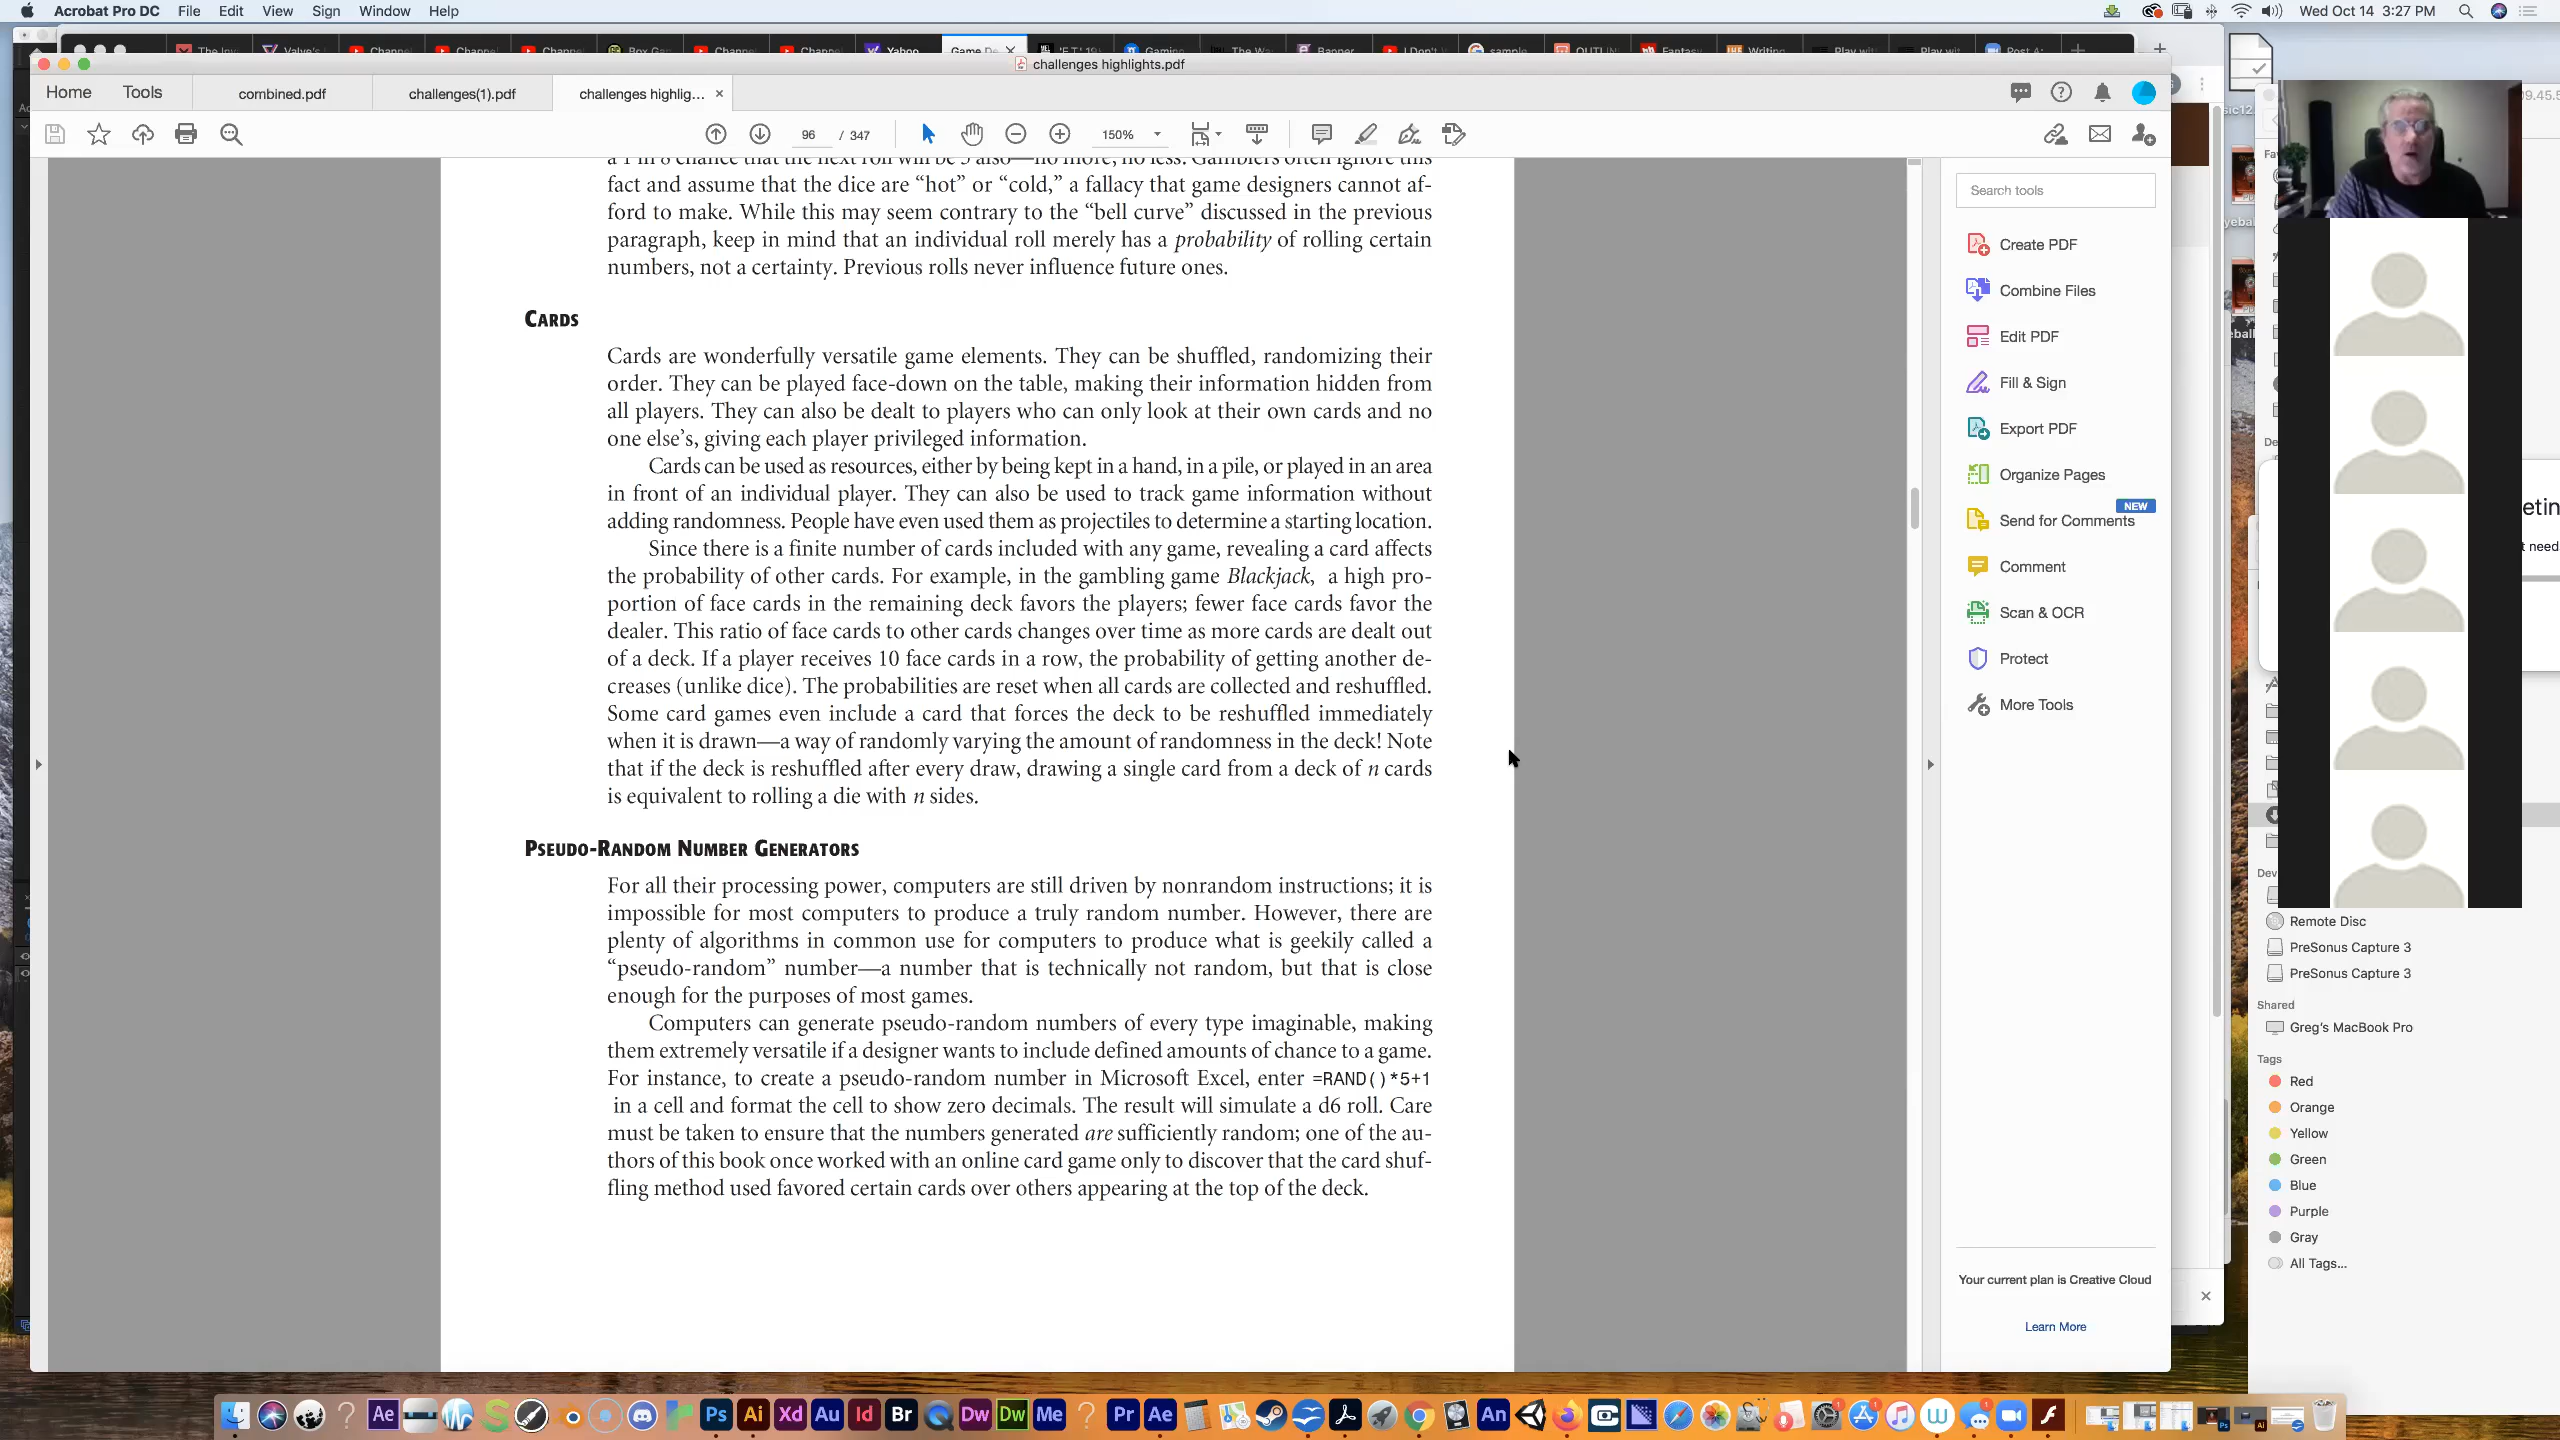 Acrobat Pro DC File Edit View Sign Window Help
Wed Oct 14 3:27 PM
Channel
Yahoo
Game De
Gaming
Banner
sample
Fantasy
Writing
challenges highlights.pdf
Home Tools combined.pdf challenges(1).pdf challenges highlig... ×
96 / 347 150%
fact and assume that the dice are “hot” or “cold,” a fallacy that game designers cannot af-
ford to make. While this may seem contrary to the “bell curve” discussed in the previous
paragraph, keep in mind that an individual roll merely has a probability of rolling certain
numbers, not a certainty. Previous rolls never influence future ones.
CARDS
Cards are wonderfully versatile game elements. They can be shuffled, randomizing their
order. They can be played face-down on the table, making their information hidden from
all players. They can also be dealt to players who can only look at their own cards and no
one else’s, giving each player privileged information.
Cards can be used as resources, either by being kept in a hand, in a pile, or played in an area
in front of an individual player. They can also be used to track game information without
adding randomness. People have even used them as projectiles to determine a starting location.
Since there is a finite number of cards included with any game, revealing a card affects
the probability of other cards. For example, in the gambling game Blackjack, a high pro-
portion of face cards in the remaining deck favors the players; fewer face cards favor the
dealer. This ratio of face cards to other cards changes over time as more cards are dealt out
of a deck. If a player receives 10 face cards in a row, the probability of getting another de-
creases (unlike dice). The probabilities are reset when all cards are collected and reshuffled.
Some card games even include a card that forces the deck to be reshuffled immediately
when it is drawn—a way of randomly varying the amount of randomness in the deck! Note
that if the deck is reshuffled after every draw, drawing a single card from a deck of n cards
is equivalent to rolling a die with n sides.
PSEUDO-RANDOM NUMBER GENERATORS
For all their processing power, computers are still driven by nonrandom instructions; it is
impossible for most computers to produce a truly random number. However, there are
plenty of algorithms in common use for computers to produce what is geekily called a
“pseudo-random” number—a number that is technically not random, but that is close
enough for the purposes of most games.
Computers can generate pseudo-random numbers of every type imaginable, making
them extremely versatile if a designer wants to include defined amounts of chance to a game.
For instance, to create a pseudo-random number in Microsoft Excel, enter =RAND()*5+1
in a cell and format the cell to show zero decimals. The result will simulate a d6 roll. Care
must be taken to ensure that the numbers generated are sufficiently random; one of the au-
thors of this book once worked with an online card game only to discover that the card shuf-
fling method used favored certain cards over others appearing at the top of the deck.
Search tools
Create PDF
Combine Files
Edit PDF
Fill & Sign
Export PDF
Organize Pages
NEW
Send for Comments
Comment
Scan & OCR
Protect
More Tools
Your current plan is Creative Cloud
Learn More
Remote Disc
PreSonus Capture 3
PreSonus Capture 3
Shared
Greg's MacBook Pro
Tags
Red
Orange
Yellow
Green
Blue
Purple
Gray
All Tags...
Ae Ps Ai Xd Au Id Br Dw Dw Me Pr Ae An